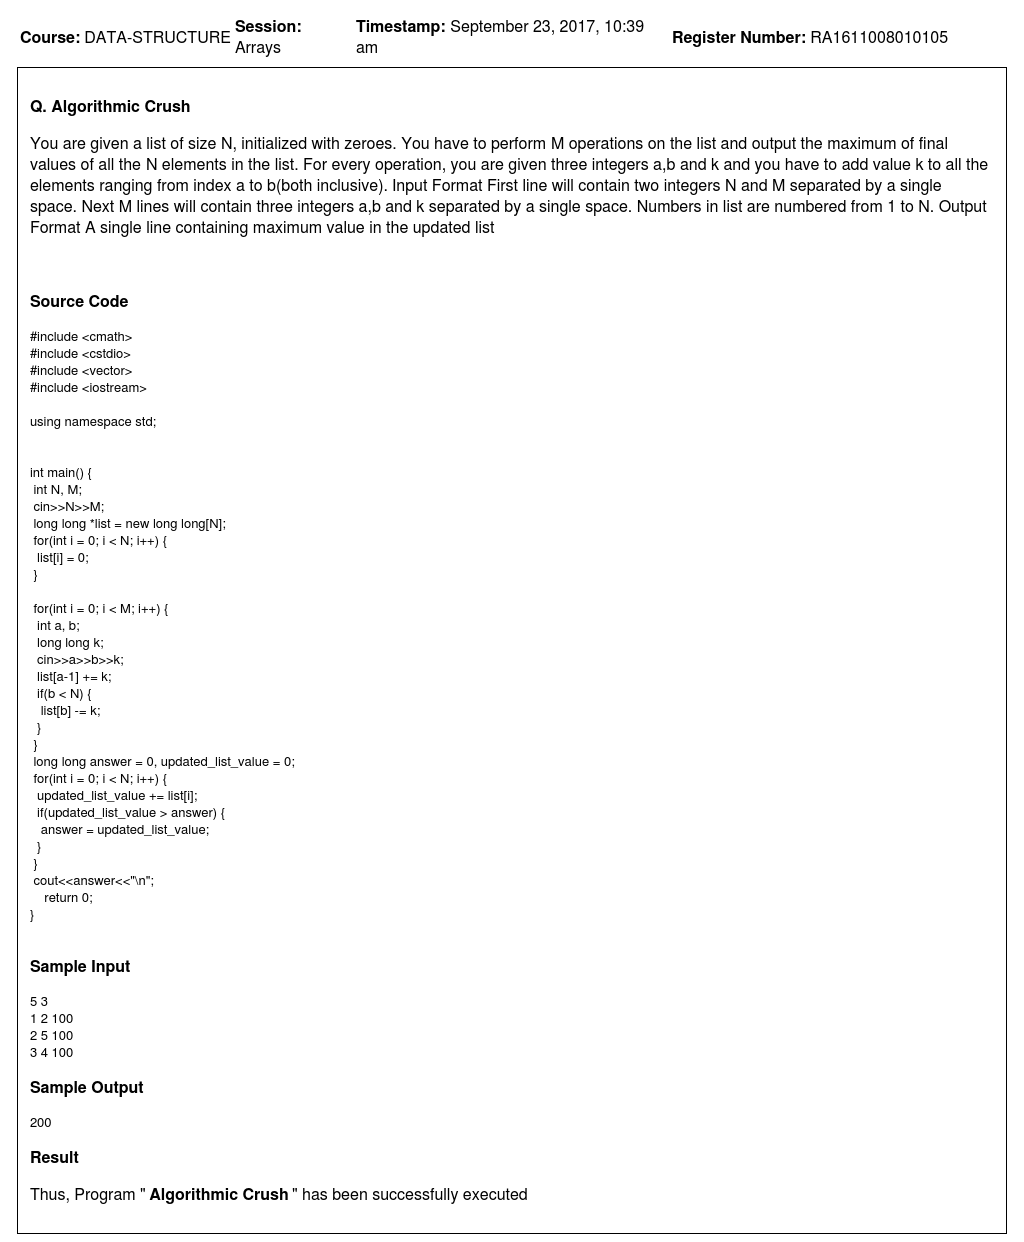 Course: DATA-STRUCTURE Session: Arrays Timestamp: September 23, 2017, 10:39 am Register Number: RA1611008010105
Q. Algorithmic Crush
You are given a list of size N, initialized with zeroes. You have to perform M operations on the list and output the maximum of final
values of all the N elements in the list. For every operation, you are given three integers a,b and k and you have to add value k to all the
elements ranging from index a to b(both inclusive). Input Format First line will contain two integers N and M separated by a single
space. Next M lines will contain three integers a,b and k separated by a single space. Numbers in list are numbered from 1 to N. Output
Format A single line containing maximum value in the updated list
Source Code
#include <cmath>
#include <cstdio>
#include <vector>
#include <iostream>
using namespace std;
int main() {
int N, M;
cin>>N>>M;
long long *list = new long long[N];
for(int i = 0; i < N; i++) {
list[i] = 0;
}
for(int i = 0; i < M; i++) {
int a, b;
long long k;
cin>>a>>b>>k;
list[a-1] += k;
if(b < N) {
list[b] -= k;
}
}
long long answer = 0, updated_list_value = 0;
for(int i = 0; i < N; i++) {
updated_list_value += list[i];
if(updated_list_value > answer) {
answer = updated_list_value;
}
}
cout<<answer<<"\n";
return 0;
}
Sample Input
5 3
1 2 100
2 5 100
3 4 100
Sample Output
200
Result
Thus, Program " Algorithmic Crush " has been successfully executed